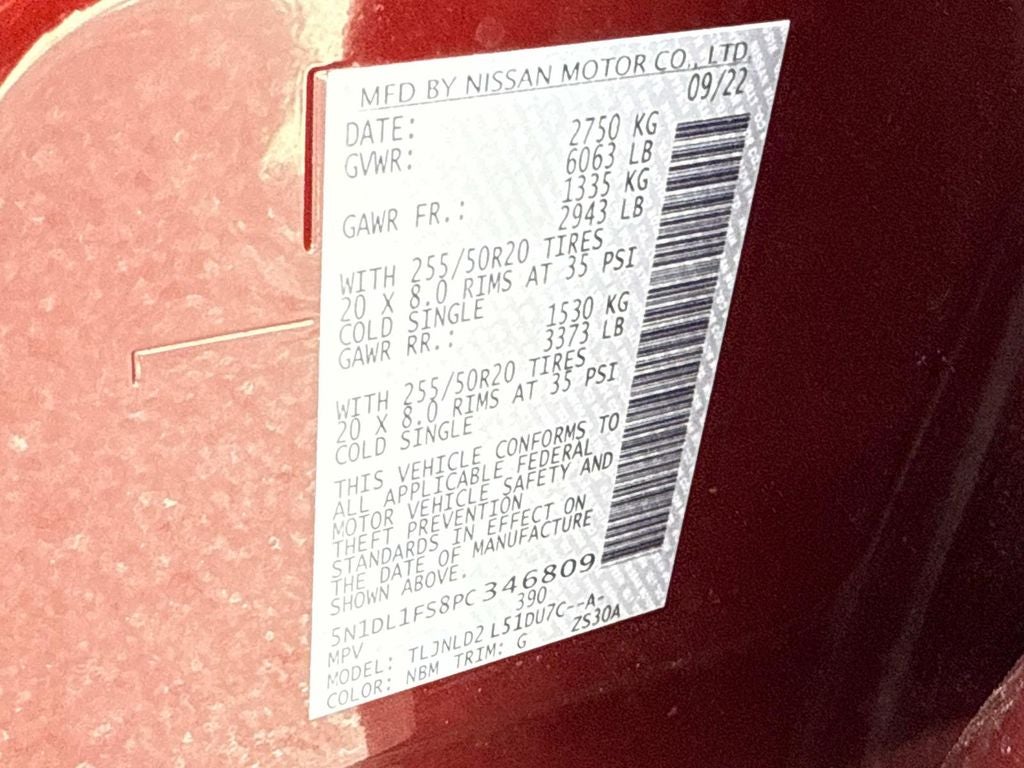 MFD BY NISSAN MOTOR CO., LTD
DATE: 09/22
GVWR: 2750 KG
6063 LB
GAWR FR.: 1335 KG
2943 LB
WITH 255/50R20 TIRES
20 X 8.0 RIMS AT 35 PSI
COLD SINGLE
GAWR RR.: 1530 KG
3373 LB
WITH 255/50R20 TIRES
20 X 8.0 RIMS AT 35 PSI
COLD SINGLE
THIS VEHICLE CONFORMS TO
ALL APPLICABLE FEDERAL
MOTOR VEHICLE SAFETY AND
THEFT PREVENTION
STANDARDS IN EFFECT ON
THE DATE OF MANUFACTURE
SHOWN ABOVE.
5N1DL1FS8PC346809
MPV 390
MODEL: TLJNLD2 L51DU7C--A-
COLOR: NBM TRIM: G ZS30A